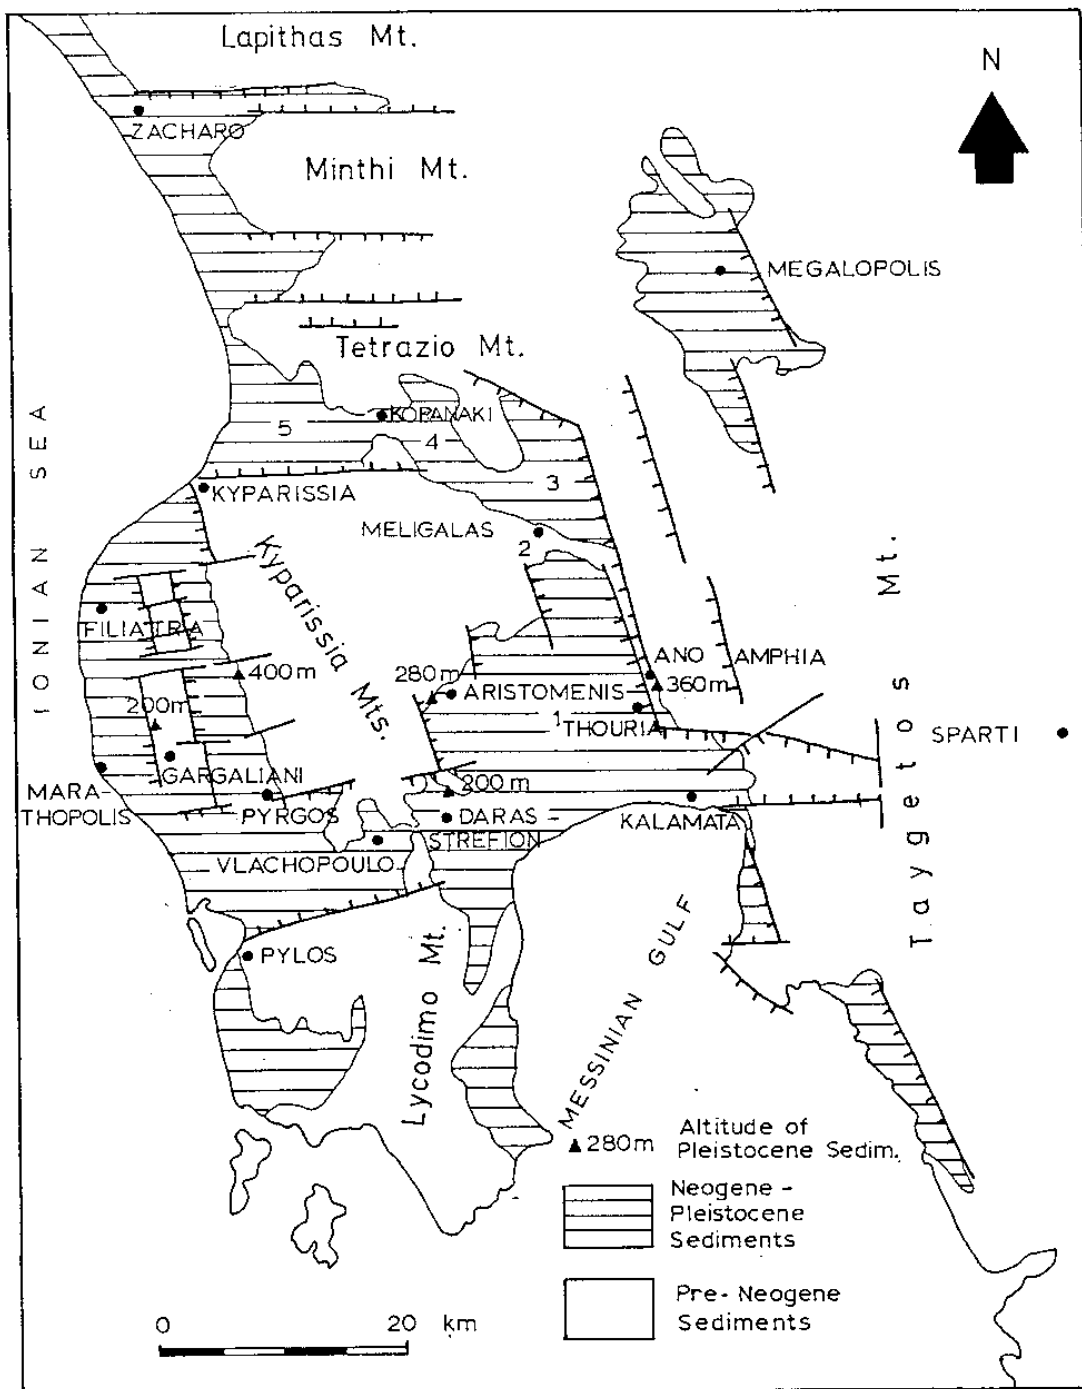 Lapithas Mt.
N
ZACHARO
Minthi Mt.
MEGALOPOLIS
Tetrazio Mt.
KOPANAKI
5
4
3
IONIAN SEA
KYPARISSIA
MELIGALAS
2
Kyparissia Mts.
FILIATRA
ANO AMPHIA
400m
280m
360m
ARISTOMENIS
200m
1
THOURIA
Taygetos Mt.
SPARTI
GARGALIANI
MARA-
THOPOLIS
PYRGOS
200 m
DARAS -
STREFION
KALAMATA
VLACHOPOULO
PYLOS
Lycodimo Mt.
MESSINIAN GULF
280m
Altitude of
Pleistocene Sedim.
Neogene -
Pleistocene
Sediments
Pre-Neogene
Sediments
0 20 km